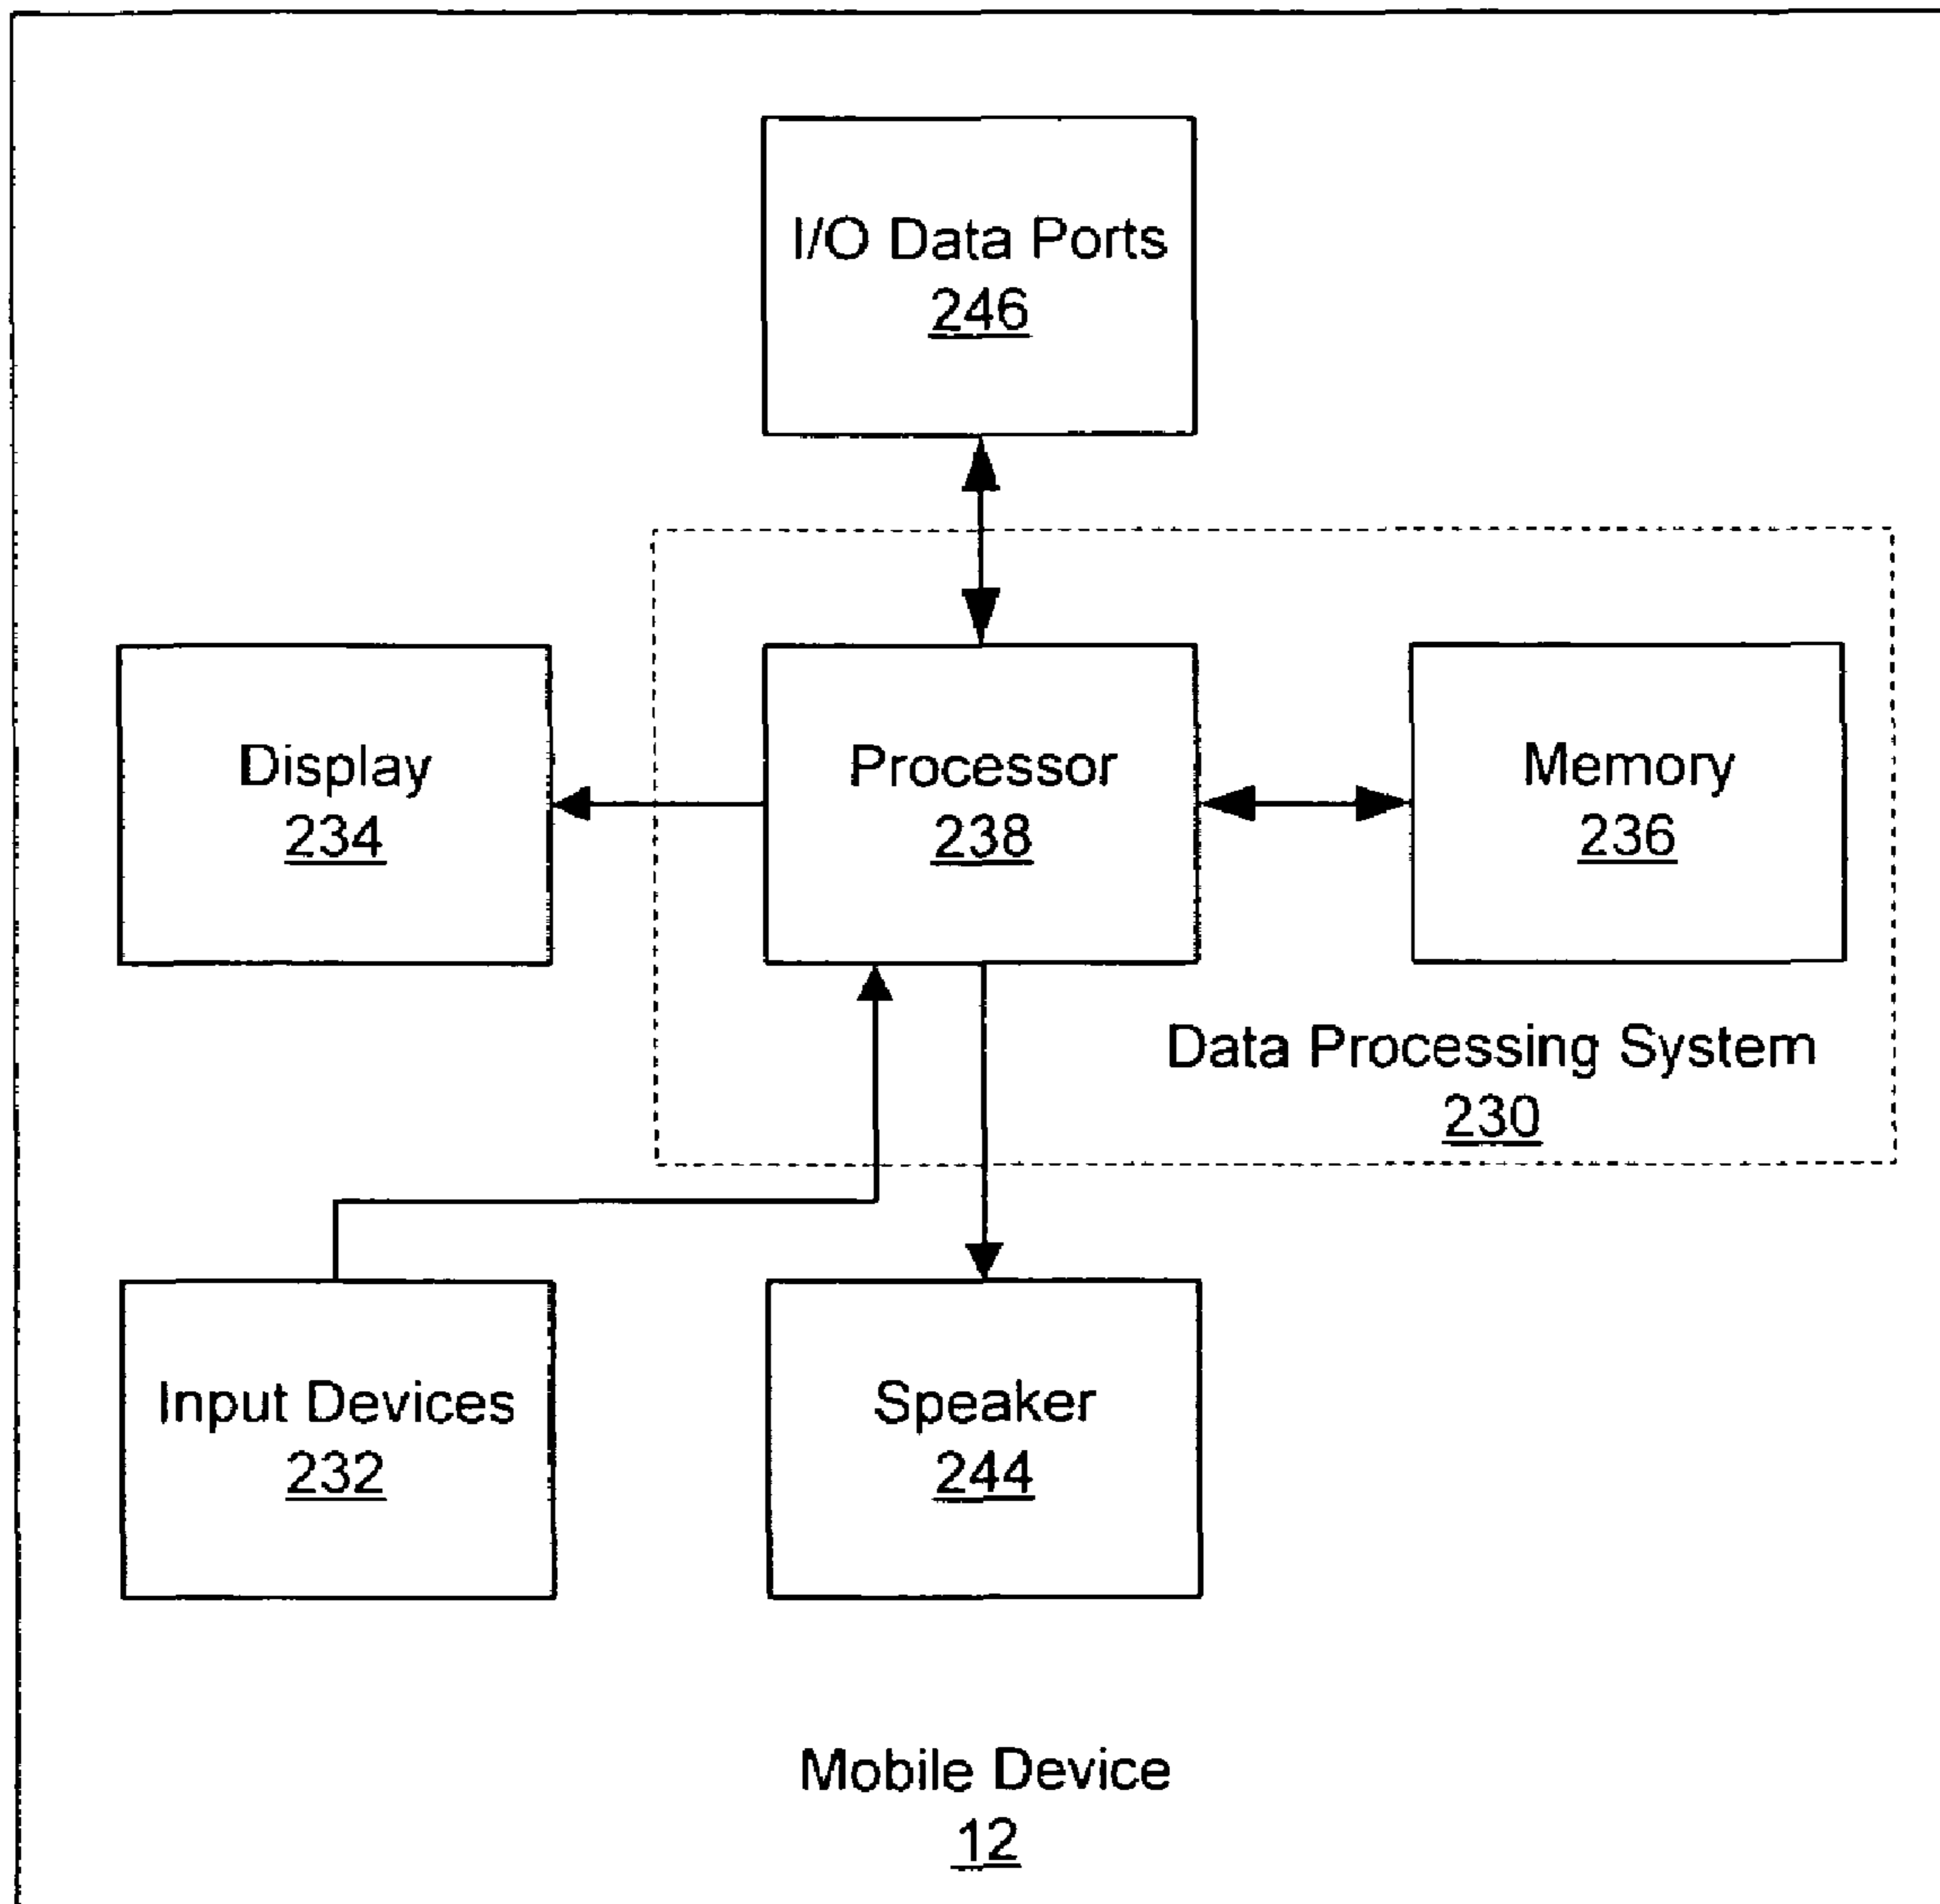 I/O Data Ports
246
Display
234
Processor
238
Memory
236
Data Processing System
230
Input Devices
232
Speaker
244
Mobile Device
12